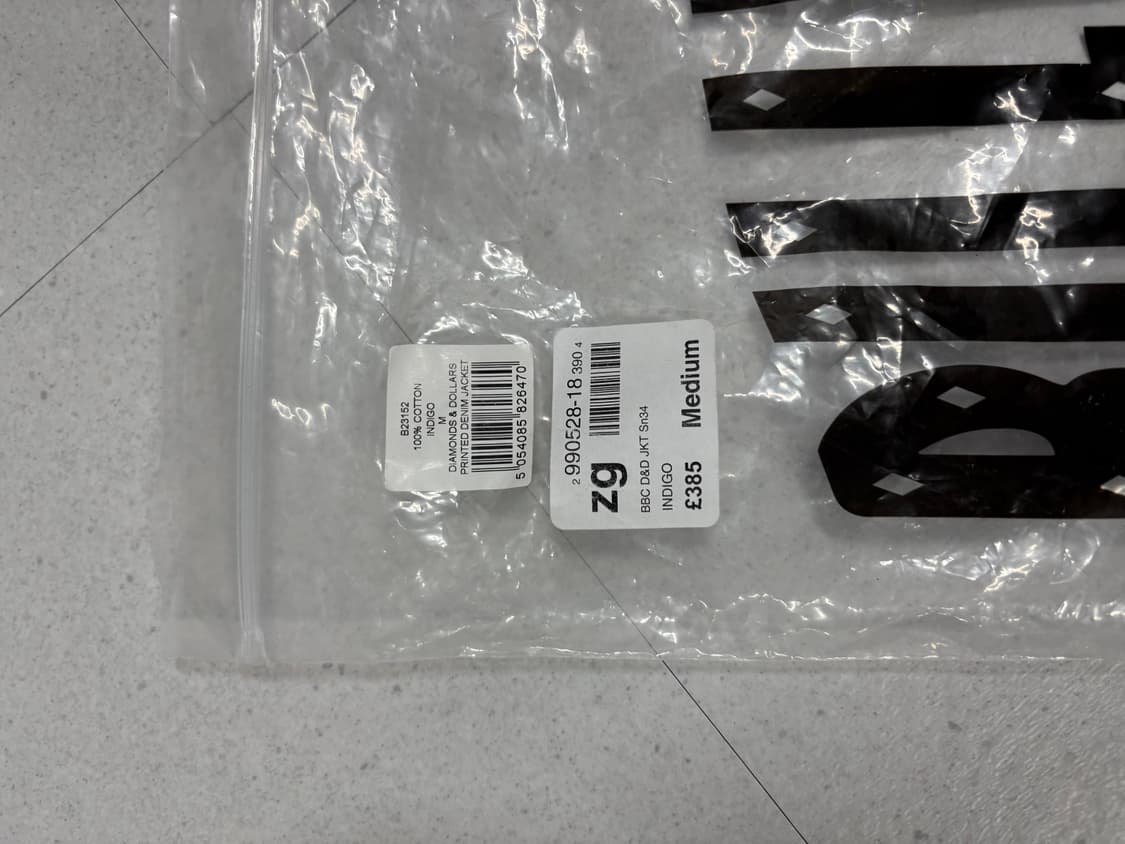 B23152
100% COTTON
INDIGO
M
DIAMONDS & DOLLARS
PRINTED DENIM JACKET
5 054085 826470
2 990528-18 390 4
zg
BBC D&D JKT Sn34
INDIGO
£385 Medium